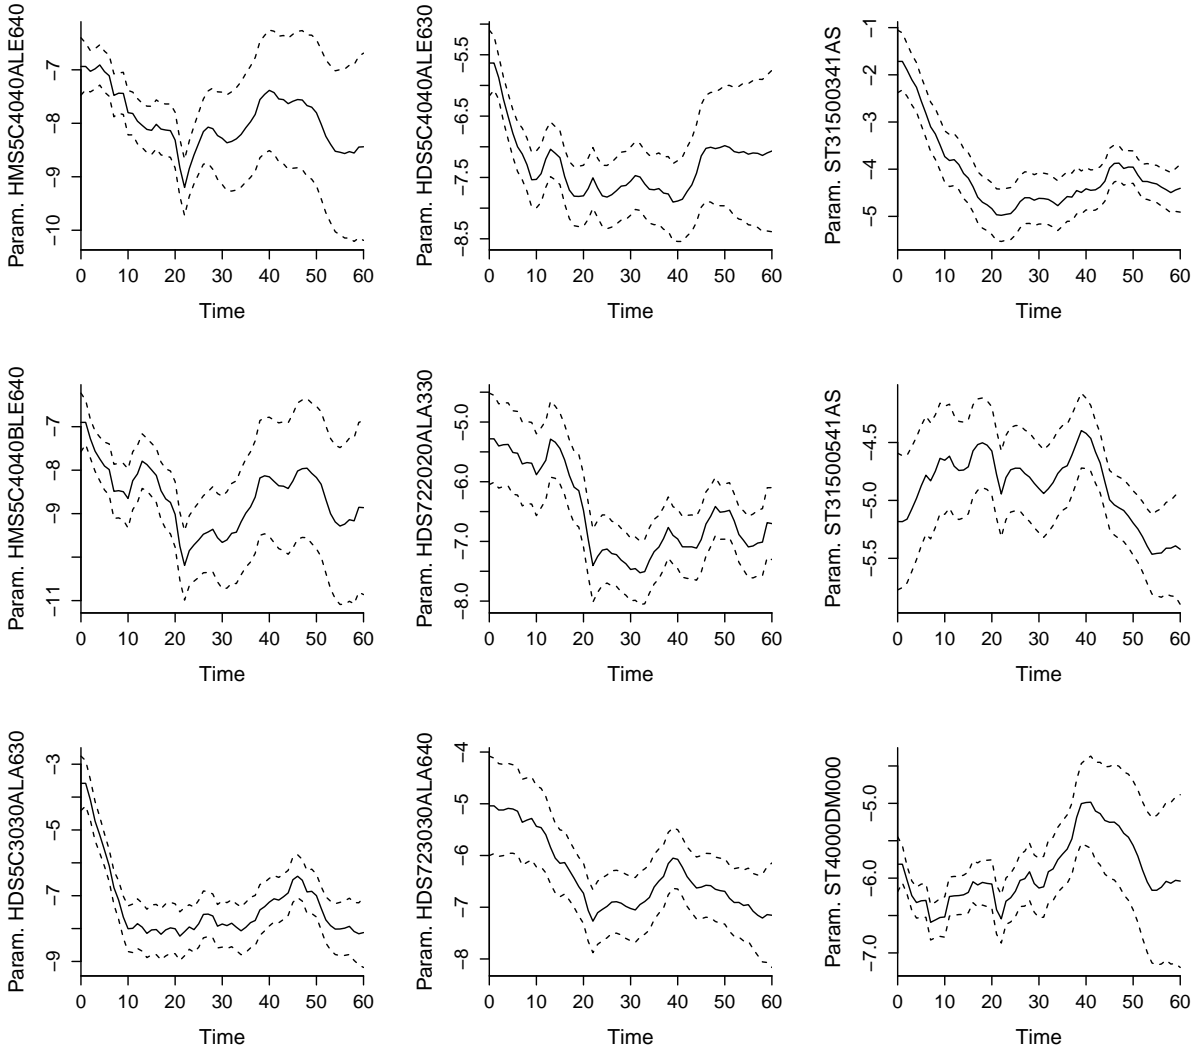 Param. HMS5C4040ALE640
−7
−8
−9
−10
0 10 20 30 40 50 60
Time
Param. HDS5C4040ALE630
−5.5
−6.5
−7.5
−8.5
0 10 20 30 40 50 60
Time
Param. ST31500341AS
−1
−2
−3
−4
−5
0 10 20 30 40 50 60
Time
Param. HMS5C4040BLE640
−7
−8
−9
−11
0 10 20 30 40 50 60
Time
Param. HDS722020ALA330
−5.0
−6.0
−7.0
−8.0
0 10 20 30 40 50 60
Time
Param. ST31500541AS
−4.5
−5.0
−5.5
0 10 20 30 40 50 60
Time
Param. HDS5C3030ALA630
−3
−5
−7
−9
0 10 20 30 40 50 60
Time
Param. HDS723030ALA640
−4
−5
−6
−7
−8
0 10 20 30 40 50 60
Time
Param. ST4000DM000
−5.0
−6.0
−7.0
0 10 20 30 40 50 60
Time